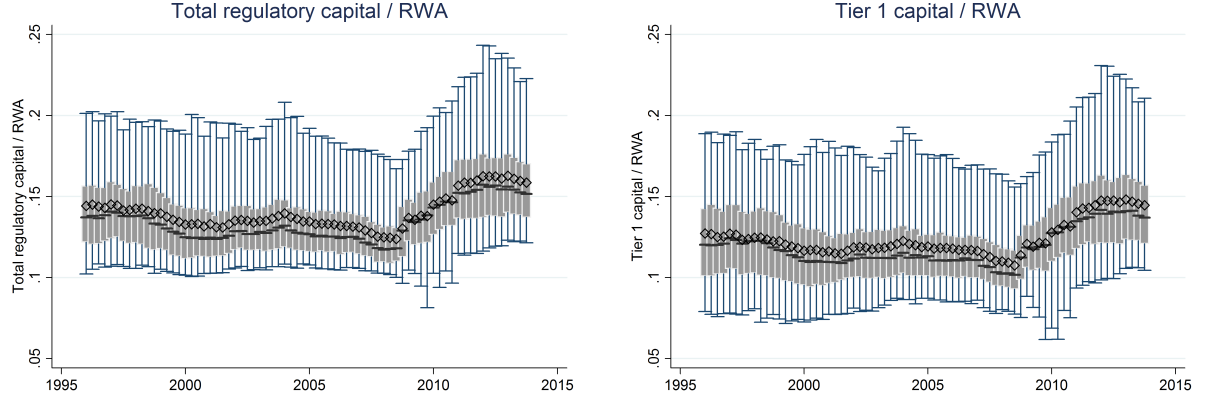 Total regulatory capital / RWA
Total regulatory capital / RWA
.25
.2
.15
.1
.05
1995 2000 2005 2010 2015
Tier 1 capital / RWA
Tier 1 capital / RWA
.25
.2
.15
.1
.05
1995 2000 2005 2010 2015